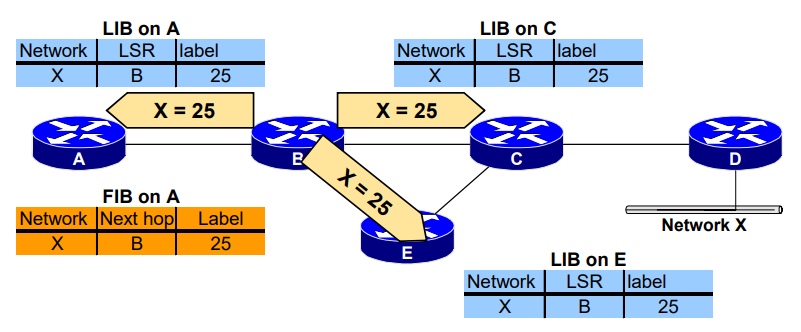 LIB on A
Network LSR label
X B 25
LIB on C
Network LSR label
X B 25
X = 25
X = 25
A
B
C
D
X = 25
FIB on A
Network Next hop Label
X B 25
E
Network X
LIB on E
Network LSR label
X B 25